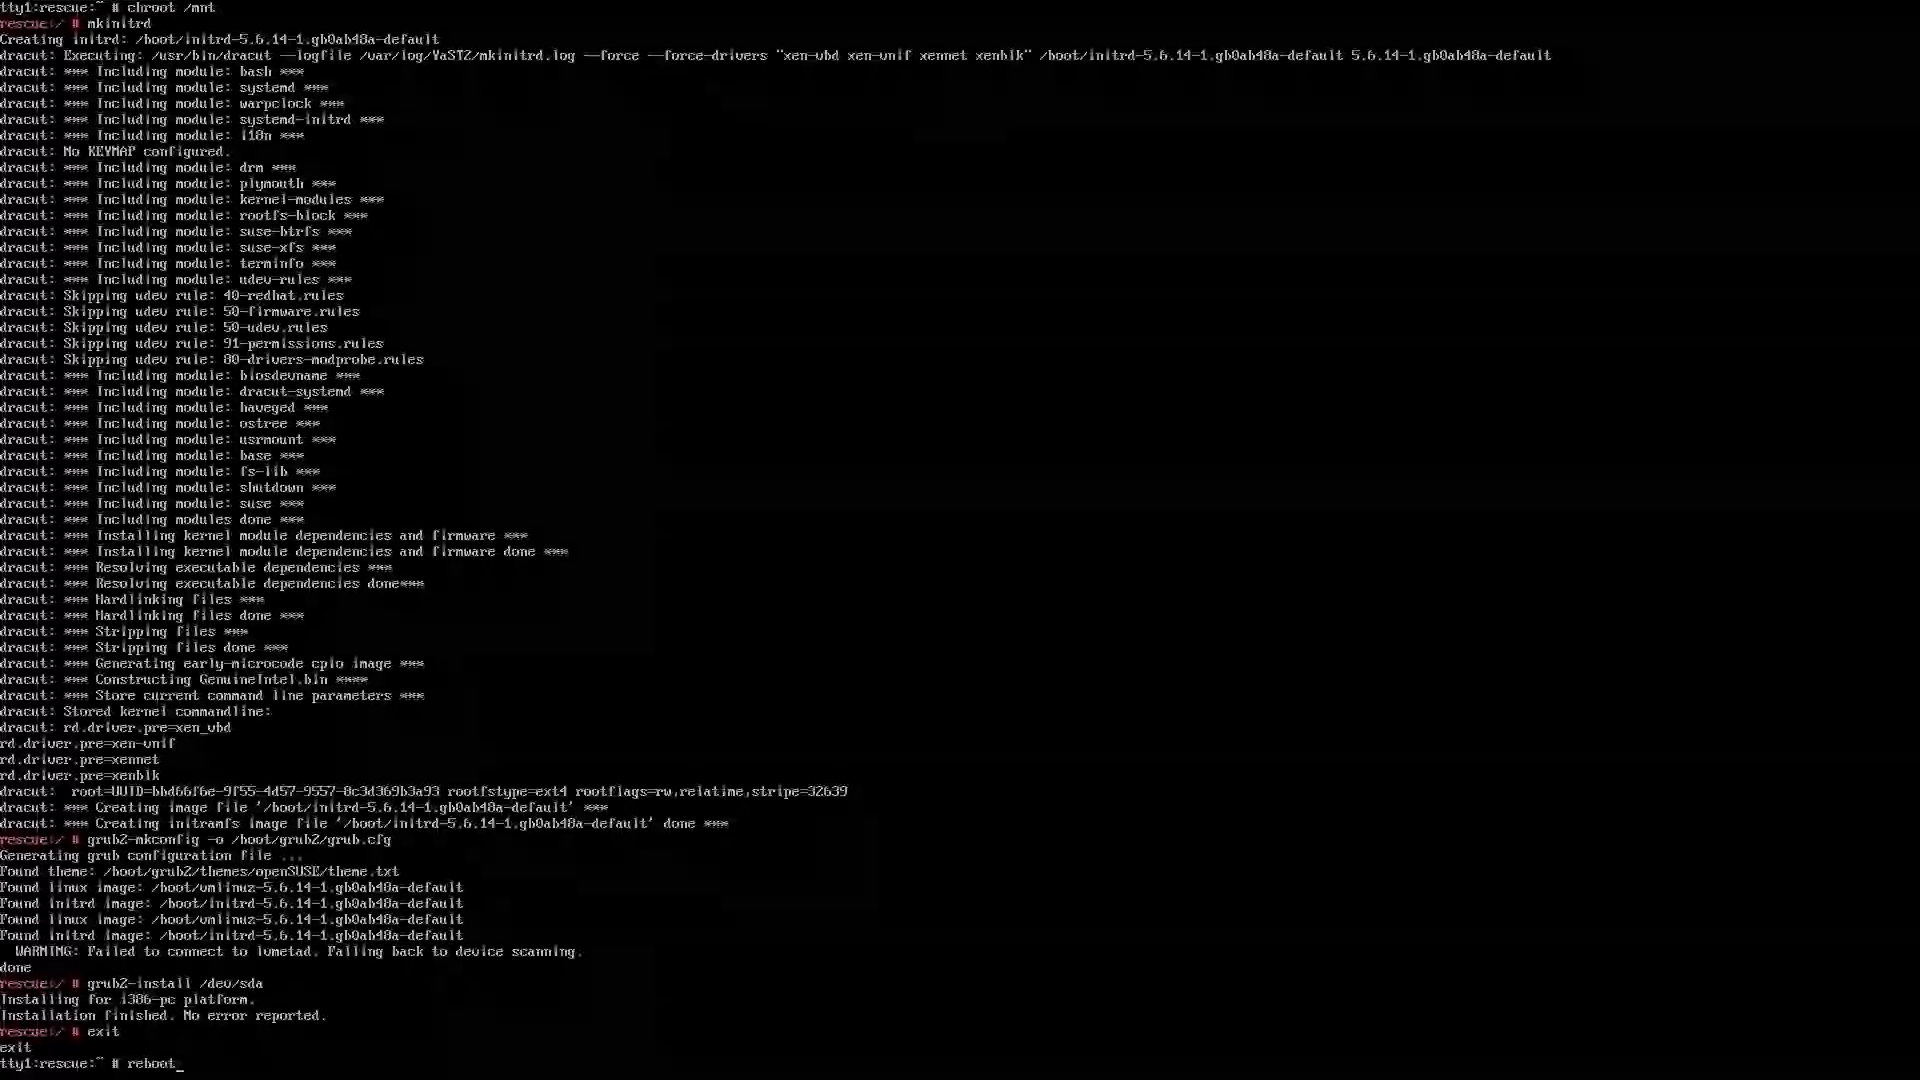 tty1:rescue:~ # chroot /mnt
rescue:/ # mkinitrd
Creating initrd: /boot/initrd-5.6.14-1.gb0ab48a-default
dracut: Executing: /usr/bin/dracut --logfile /var/log/YaST2/mkinitrd.log --force --force-drivers "xen-vbd xen-vnif xennet xenblk" /boot/initrd-5.6.14-1.gb0ab48a-default 5.6.14-1.gb0ab48a-default
dracut: *** Including module: bash ***
dracut: *** Including module: systemd ***
dracut: *** Including module: warpclock ***
dracut: *** Including module: systemd-initrd ***
dracut: *** Including module: i18n ***
dracut: No KEYMAP configured.
dracut: *** Including module: drm ***
dracut: *** Including module: plymouth ***
dracut: *** Including module: kernel-modules ***
dracut: *** Including module: rootfs-block ***
dracut: *** Including module: suse-btrfs ***
dracut: *** Including module: suse-xfs ***
dracut: *** Including module: terminfo ***
dracut: *** Including module: udev-rules ***
dracut: Skipping udev rule: 40-redhat.rules
dracut: Skipping udev rule: 50-firmware.rules
dracut: Skipping udev rule: 50-udev.rules
dracut: Skipping udev rule: 91-permissions.rules
dracut: Skipping udev rule: 80-drivers-modprobe.rules
dracut: *** Including module: biosdevname ***
dracut: *** Including module: dracut-systemd ***
dracut: *** Including module: haveged ***
dracut: *** Including module: ostree ***
dracut: *** Including module: usrmount ***
dracut: *** Including module: base ***
dracut: *** Including module: fs-lib ***
dracut: *** Including module: shutdown ***
dracut: *** Including module: suse ***
dracut: *** Including modules done ***
dracut: *** Installing kernel module dependencies and firmware ***
dracut: *** Installing kernel module dependencies and firmware done ***
dracut: *** Resolving executable dependencies ***
dracut: *** Resolving executable dependencies done***
dracut: *** Hardlinking files ***
dracut: *** Hardlinking files done ***
dracut: *** Stripping files ***
dracut: *** Stripping files done ***
dracut: *** Generating early-microcode cpio image ***
dracut: *** Constructing GenuineIntel.bin ****
dracut: *** Store current command line parameters ***
dracut: Stored kernel commandline:
dracut: rd.driver.pre=xen_vbd
rd.driver.pre=xen-vnif
rd.driver.pre=xennet
rd.driver.pre=xenblk
dracut:  root=UUID=bbd66f6e-9f55-4d57-9557-8c3d369b3a93 rootfstype=ext4 rootflags=rw,relatime,stripe=32639
dracut: *** Creating image file '/boot/initrd-5.6.14-1.gb0ab48a-default' ***
dracut: *** Creating initramfs image file '/boot/initrd-5.6.14-1.gb0ab48a-default' done ***
rescue:/ # grub2-mkconfig -o /boot/grub2/grub.cfg
Generating grub configuration file ...
Found theme: /boot/grub2/themes/openSUSE/theme.txt
Found linux image: /boot/vmlinuz-5.6.14-1.gb0ab48a-default
Found initrd image: /boot/initrd-5.6.14-1.gb0ab48a-default
Found linux image: /boot/vmlinuz-5.6.14-1.gb0ab48a-default
Found initrd image: /boot/initrd-5.6.14-1.gb0ab48a-default
  WARNING: Failed to connect to lvmetad. Falling back to device scanning.
done
rescue:/ # grub2-install /dev/sda
Installing for i386-pc platform.
Installation finished. No error reported.
rescue:/ # exit
exit
tty1:rescue:~ # reboot_